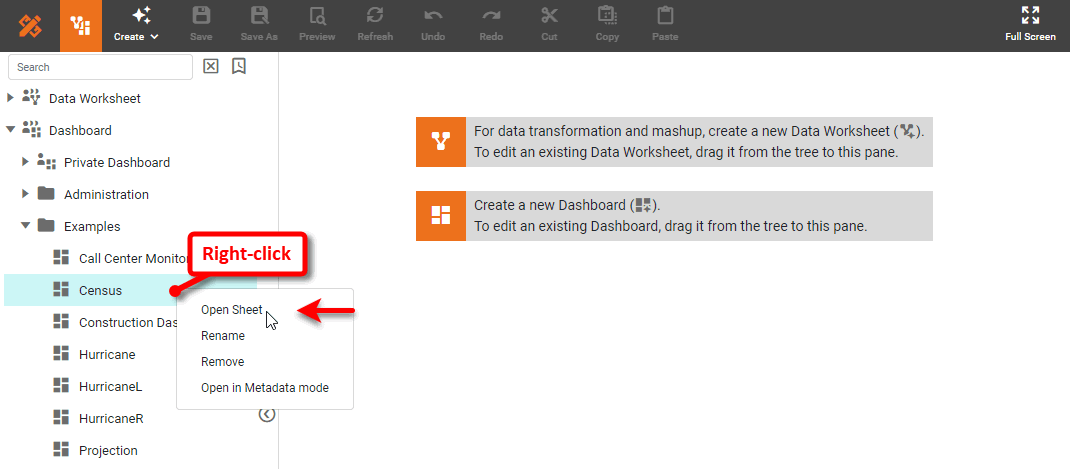 Create
Save
Save As
Preview
Refresh
Undo
Redo
Cut
Copy
Paste
Full Screen
Search
Data Worksheet
Dashboard
Private Dashboard
Administration
Examples
Call Center Monitor
Right-click
Census
Construction Das
Hurricane
HurricaneL
HurricaneR
Projection
Open Sheet
Rename
Remove
Open in Metadata mode
For data transformation and mashup, create a new Data Worksheet ( ).
To edit an existing Data Worksheet, drag it from the tree to this pane.
Create a new Dashboard ( ).
To edit an existing Dashboard, drag it from the tree to this pane.